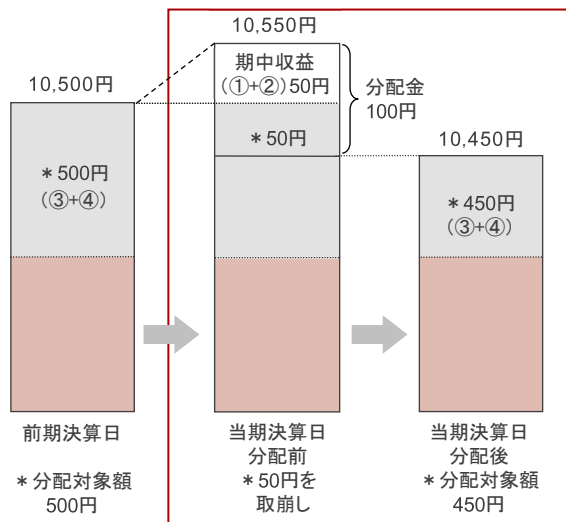 10,500円
＊500円
(③+④)
前期決算日
＊分配対象額
500円
10,550円
期中収益
(①+②)50円
＊50円
分配金
100円
当期決算日
分配前
＊50円を
取崩し
10,450円
＊450円
(③+④)
当期決算日
分配後
＊分配対象額
450円